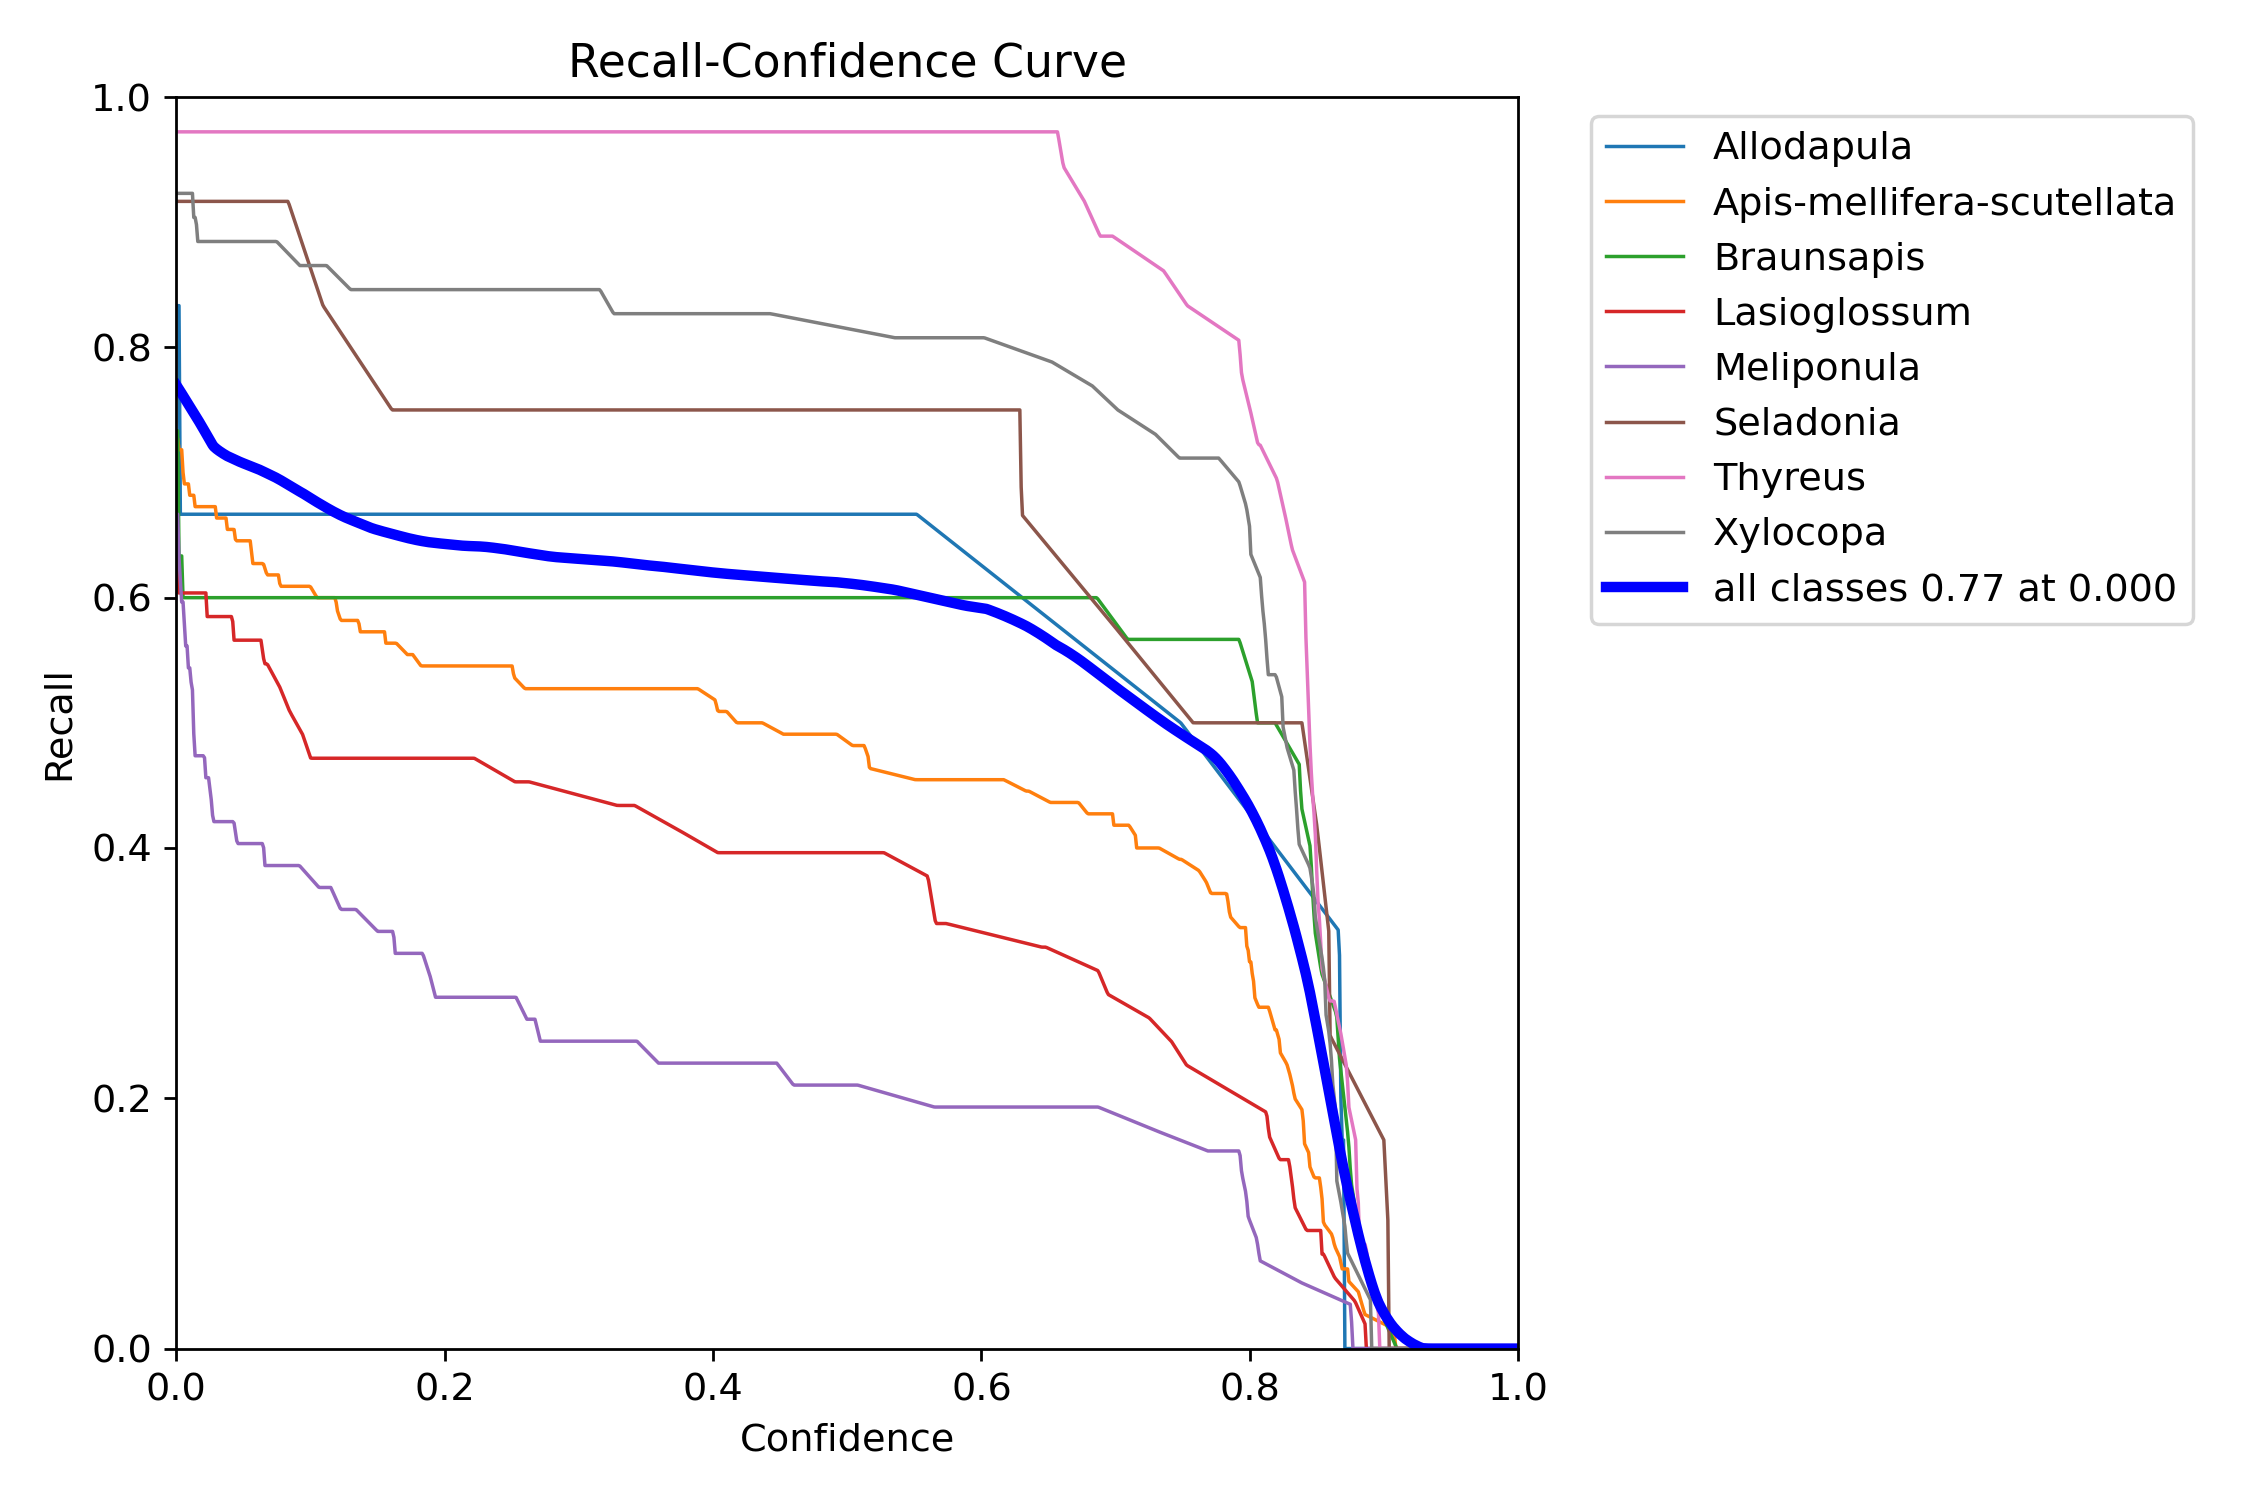 Recall-Confidence Curve
1.0
0.8
0.6
0.4
0.2
0.0
Recall
0.0 0.2 0.4 0.6 0.8 1.0
Confidence
Allodapula
Apis-mellifera-scutellata
Braunsapis
Lasioglossum
Meliponula
Seladonia
Thyreus
Xylocopa
all classes 0.77 at 0.000